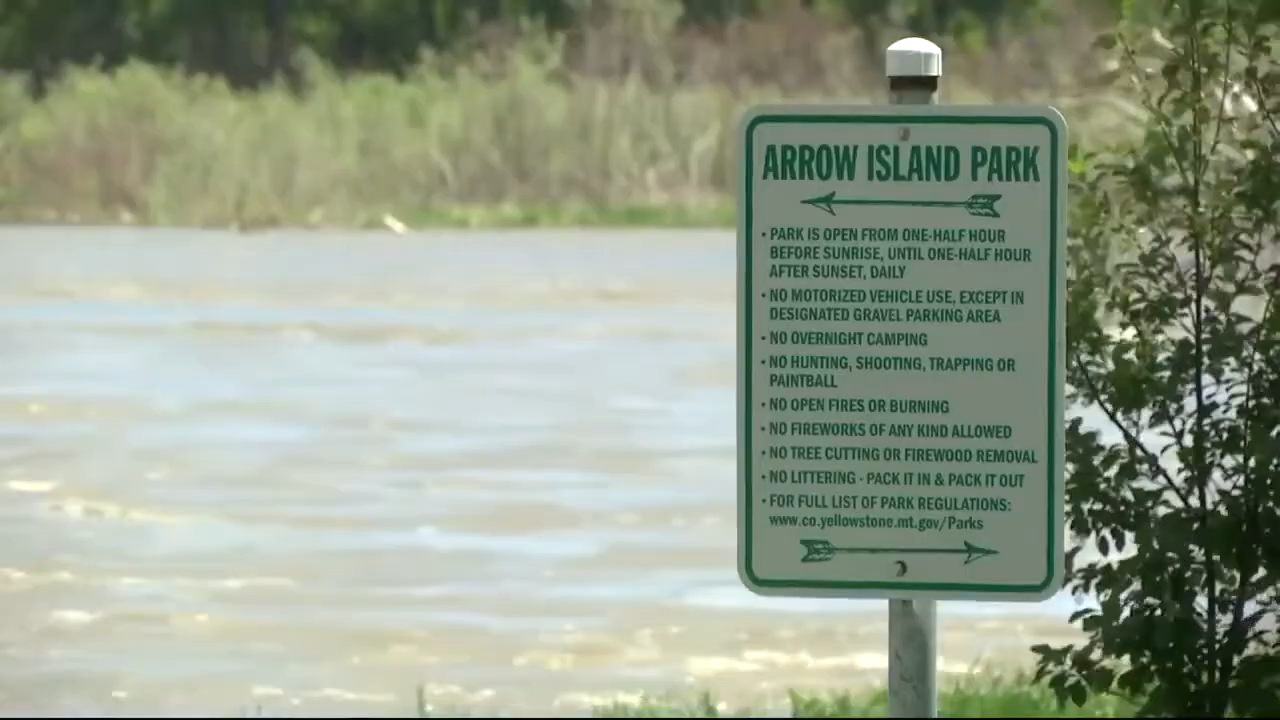 ARROW ISLAND PARK
• PARK IS OPEN FROM ONE-HALF HOUR
BEFORE SUNRISE, UNTIL ONE-HALF HOUR
AFTER SUNSET, DAILY
• NO MOTORIZED VEHICLE USE, EXCEPT IN
DESIGNATED GRAVEL PARKING AREA
• NO OVERNIGHT CAMPING
• NO HUNTING, SHOOTING, TRAPPING OR
PAINTBALL
• NO OPEN FIRES OR BURNING
• NO FIREWORKS OF ANY KIND ALLOWED
• NO TREE CUTTING OR FIREWOOD REMOVAL
• NO LITTERING - PACK IT IN & PACK IT OUT
• FOR FULL LIST OF PARK REGULATIONS:
www.co.yellowstone.mt.gov/Parks